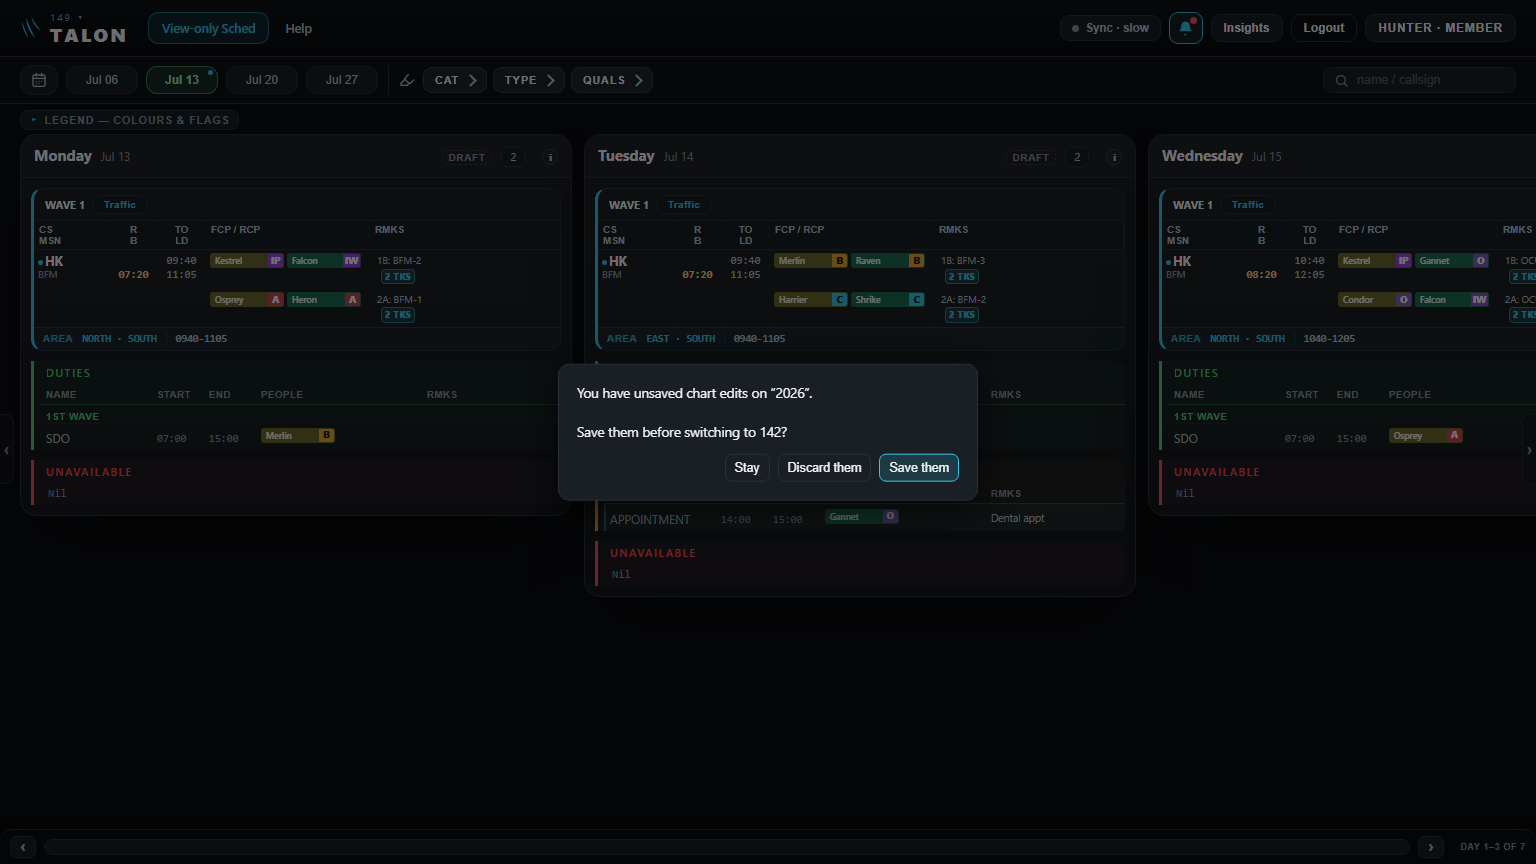 149
TALON
View-only Sched
Help
Sync · slow
Insights
Logout
HUNTER · MEMBER
Jul 06
Jul 13
Jul 20
Jul 27
CAT
TYPE
QUALS
name / callsign
LEGEND — COLOURS & FLAGS
Monday Jul 13
DRAFT
2
i
WAVE 1 Traffic
CS R TO FCP / RCP RMKS
MSN B LD
HK 09:40 Kestrel IP Falcon IW 1B: BFM-2
BFM 07:20 11:05 2 TKS
Osprey A Heron A 2A: BFM-1
2 TKS
AREA NORTH · SOUTH 0940-1105
DUTIES
NAME START END PEOPLE RMKS
1ST WAVE
SDO 07:00 15:00 Merlin B
UNAVAILABLE
Nil
Tuesday Jul 14
DRAFT
2
i
WAVE 1 Traffic
CS R TO FCP / RCP RMKS
MSN B LD
HK 09:40 Merlin B Raven B 1B: BFM-3
BFM 07:20 11:05 2 TKS
Harrier C Shrike C 2A: BFM-2
2 TKS
AREA EAST · SOUTH 0940-1105
RMKS
RMKS
APPOINTMENT 14:00 15:00 Gannet O Dental appt
UNAVAILABLE
Nil
Wednesday Jul 15
WAVE 1 Traffic
CS R TO FCP / RCP RMKS
MSN B LD
HK 10:40 Kestrel IP Gannet O 1B: OCU
BFM 08:20 12:05 2 TKS
Condor O Falcon IW 2A: OCU
2 TKS
AREA NORTH · SOUTH 1040-1205
DUTIES
NAME START END PEOPLE
1ST WAVE
SDO 07:00 15:00 Osprey A
UNAVAILABLE
Nil
You have unsaved chart edits on “2026”.
Save them before switching to 142?
Stay
Discard them
Save them
DAY 1–3 OF 7